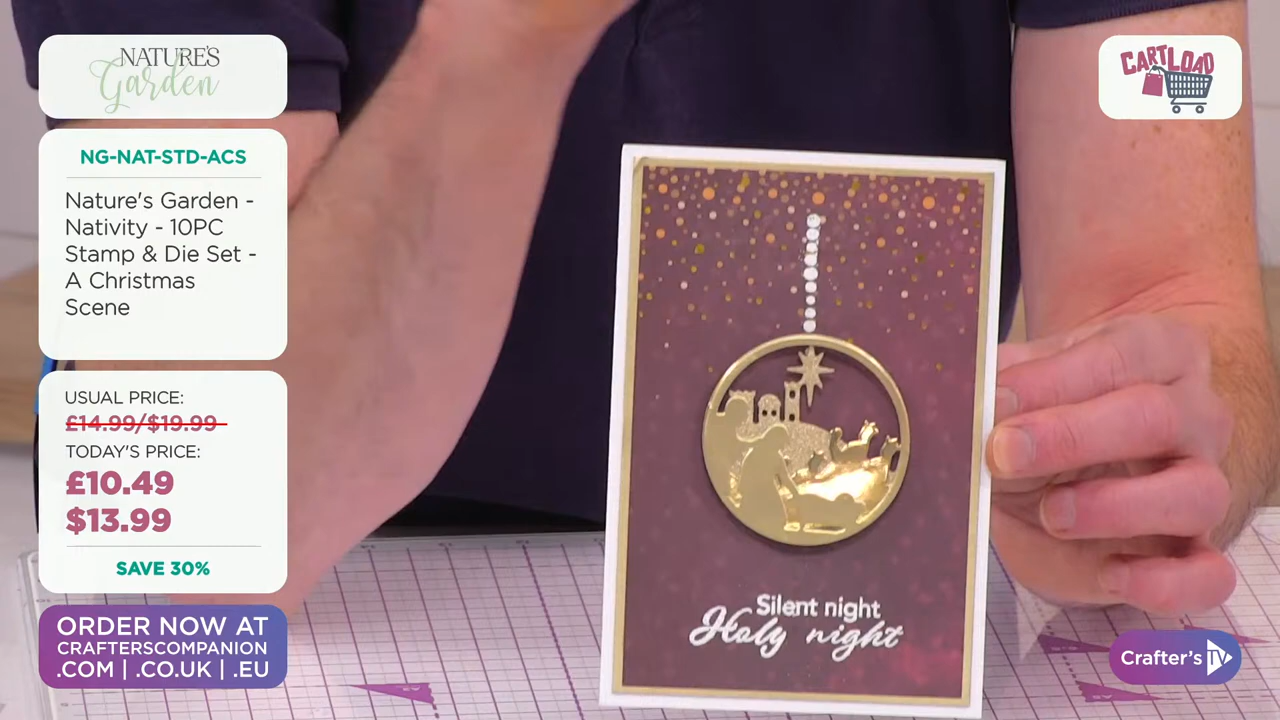 NATURE'S
Garden
NG-NAT-STD-ACS
Nature's Garden -
Nativity - 10PC
Stamp & Die Set -
A Christmas
Scene
USUAL PRICE:
£14.99/$19.99
TODAY'S PRICE:
£10.49
$13.99
SAVE 30%
ORDER NOW AT
CRAFTERSCOMPANION
.COM | .CO.UK | .EU
CARTLOAD
Silent night
Holy night
Crafter's TV